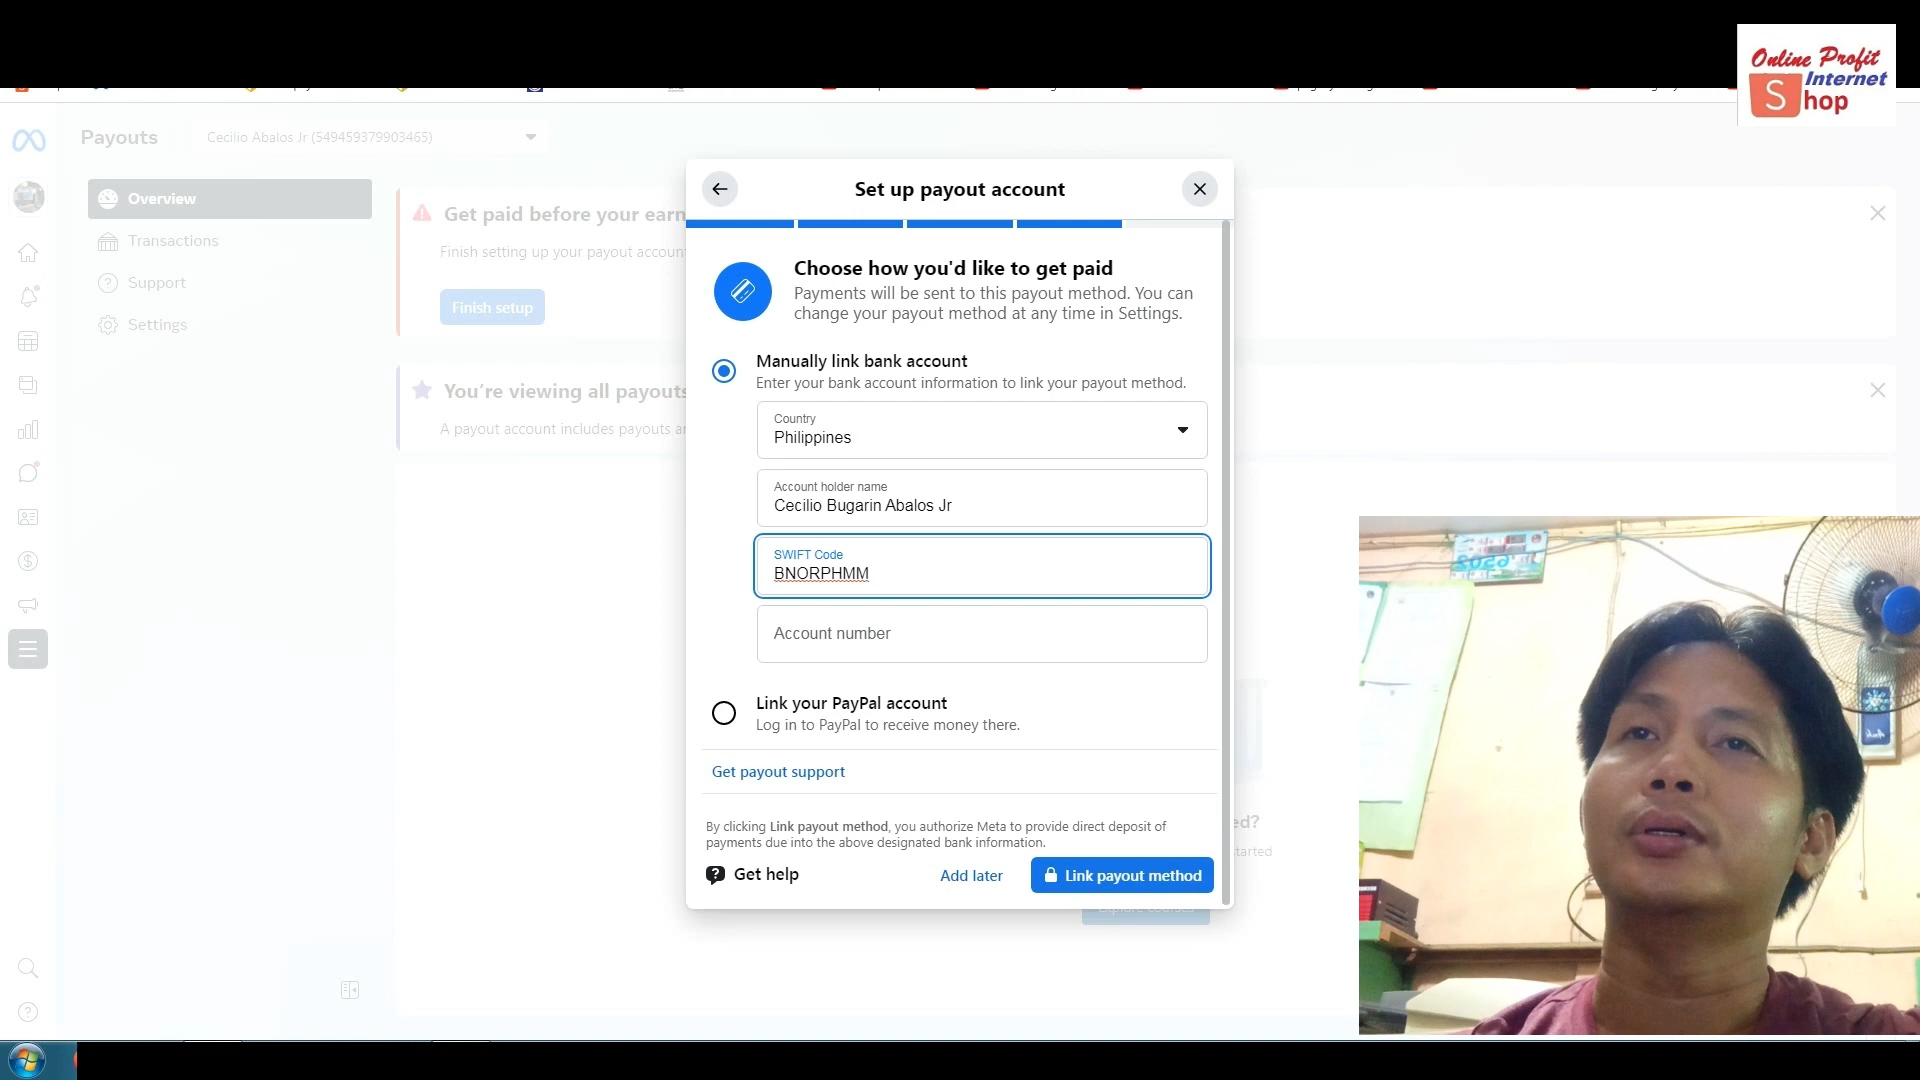 Online Profit
Internet
Shop
Payouts
Cecilio Abalos Jr (549459379903465)
Set up payout account
Overview
Transactions
Support
Settings
Get paid before your earn
Finish setting up your payout accoun
Finish setup
You're viewing all payouts
A payout account includes payouts a
Choose how you'd like to get paid
Payments will be sent to this payout method. You can
change your payout method at any time in Settings.
Manually link bank account
Enter your bank account information to link your payout method.
Country
Philippines
Account holder name
Cecilio Bugarin Abalos Jr
SWIFT Code
BNORPHMM
Account number
Link your PayPal account
Log in to PayPal to receive money there.
Get payout support
By clicking Link payout method, you authorize Meta to provide direct deposit of
payments due into the above designated bank information.
Get help
Add later
Link payout method
ed?
started